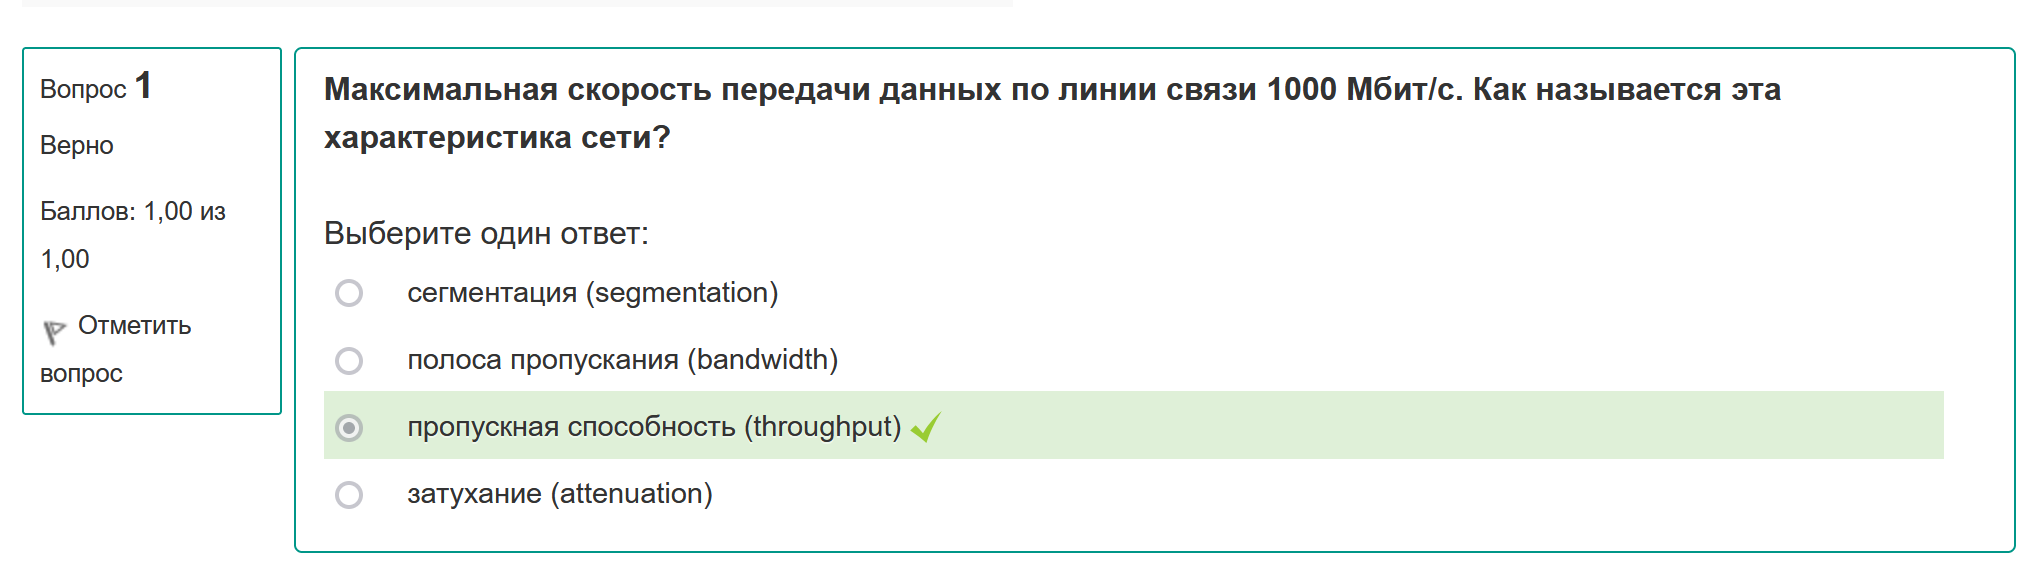 Вопрос 1
Верно
Баллов: 1,00 из
1,00
Отметить
вопрос
Максимальная скорость передачи данных по линии связи 1000 Мбит/с. Как называется эта
характеристика сети?
Выберите один ответ:
сегментация (segmentation)
полоса пропускания (bandwidth)
пропускная способность (throughput)
затухание (attenuation)